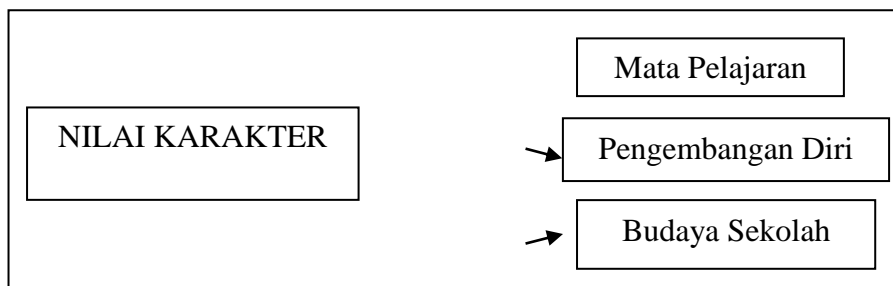 Mata Pelajaran
NILAI KARAKTER
Pengembangan Diri
Budaya Sekolah